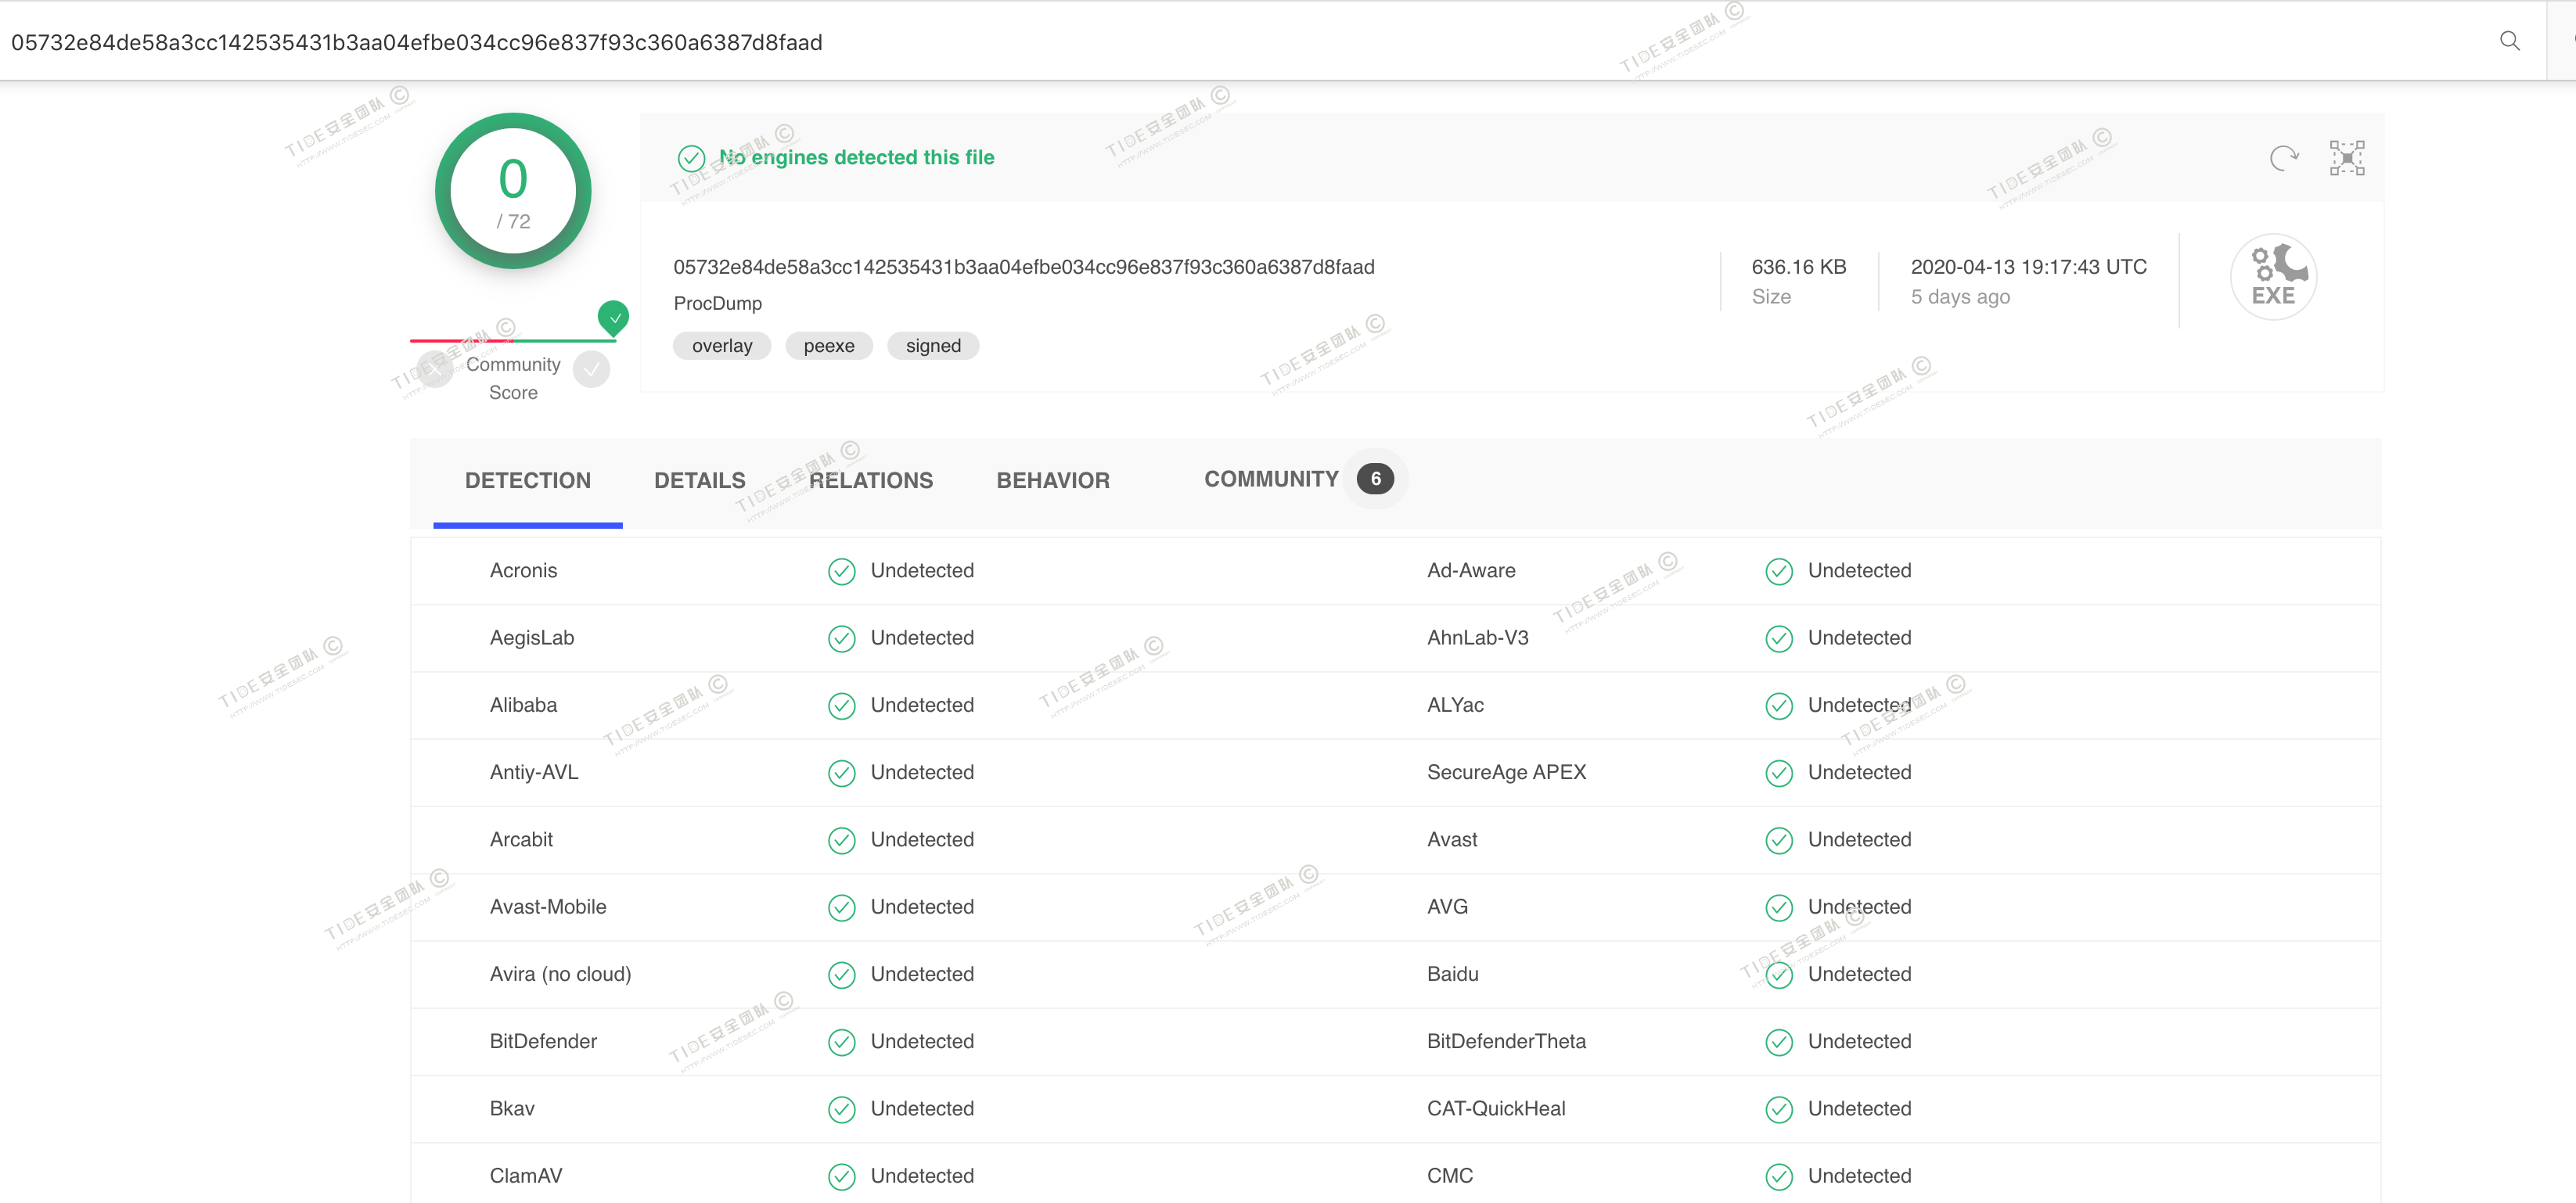 05732e84de58a3cc142535431b3aa04efbe034cc96e837f93c360a6387d8faad
0
/ 72
No engines detected this file
05732e84de58a3cc142535431b3aa04efbe034cc96e837f93c360a6387d8faad
ProcDump
overlay peexe signed
636.16 KB
Size
2020-04-13 19:17:43 UTC
5 days ago
EXE
Community
Score
DETECTION DETAILS RELATIONS BEHAVIOR COMMUNITY 6
Acronis Undetected Ad-Aware Undetected
AegisLab Undetected AhnLab-V3 Undetected
Alibaba Undetected ALYac Undetected
Antiy-AVL Undetected SecureAge APEX Undetected
Arcabit Undetected Avast Undetected
Avast-Mobile Undetected AVG Undetected
Avira (no cloud) Undetected Baidu Undetected
BitDefender Undetected BitDefenderTheta Undetected
Bkav Undetected CAT-QuickHeal Undetected
ClamAV Undetected CMC Undetected
TIDE安全团队 ©
HTTP://WWW.TIDESEC.COM